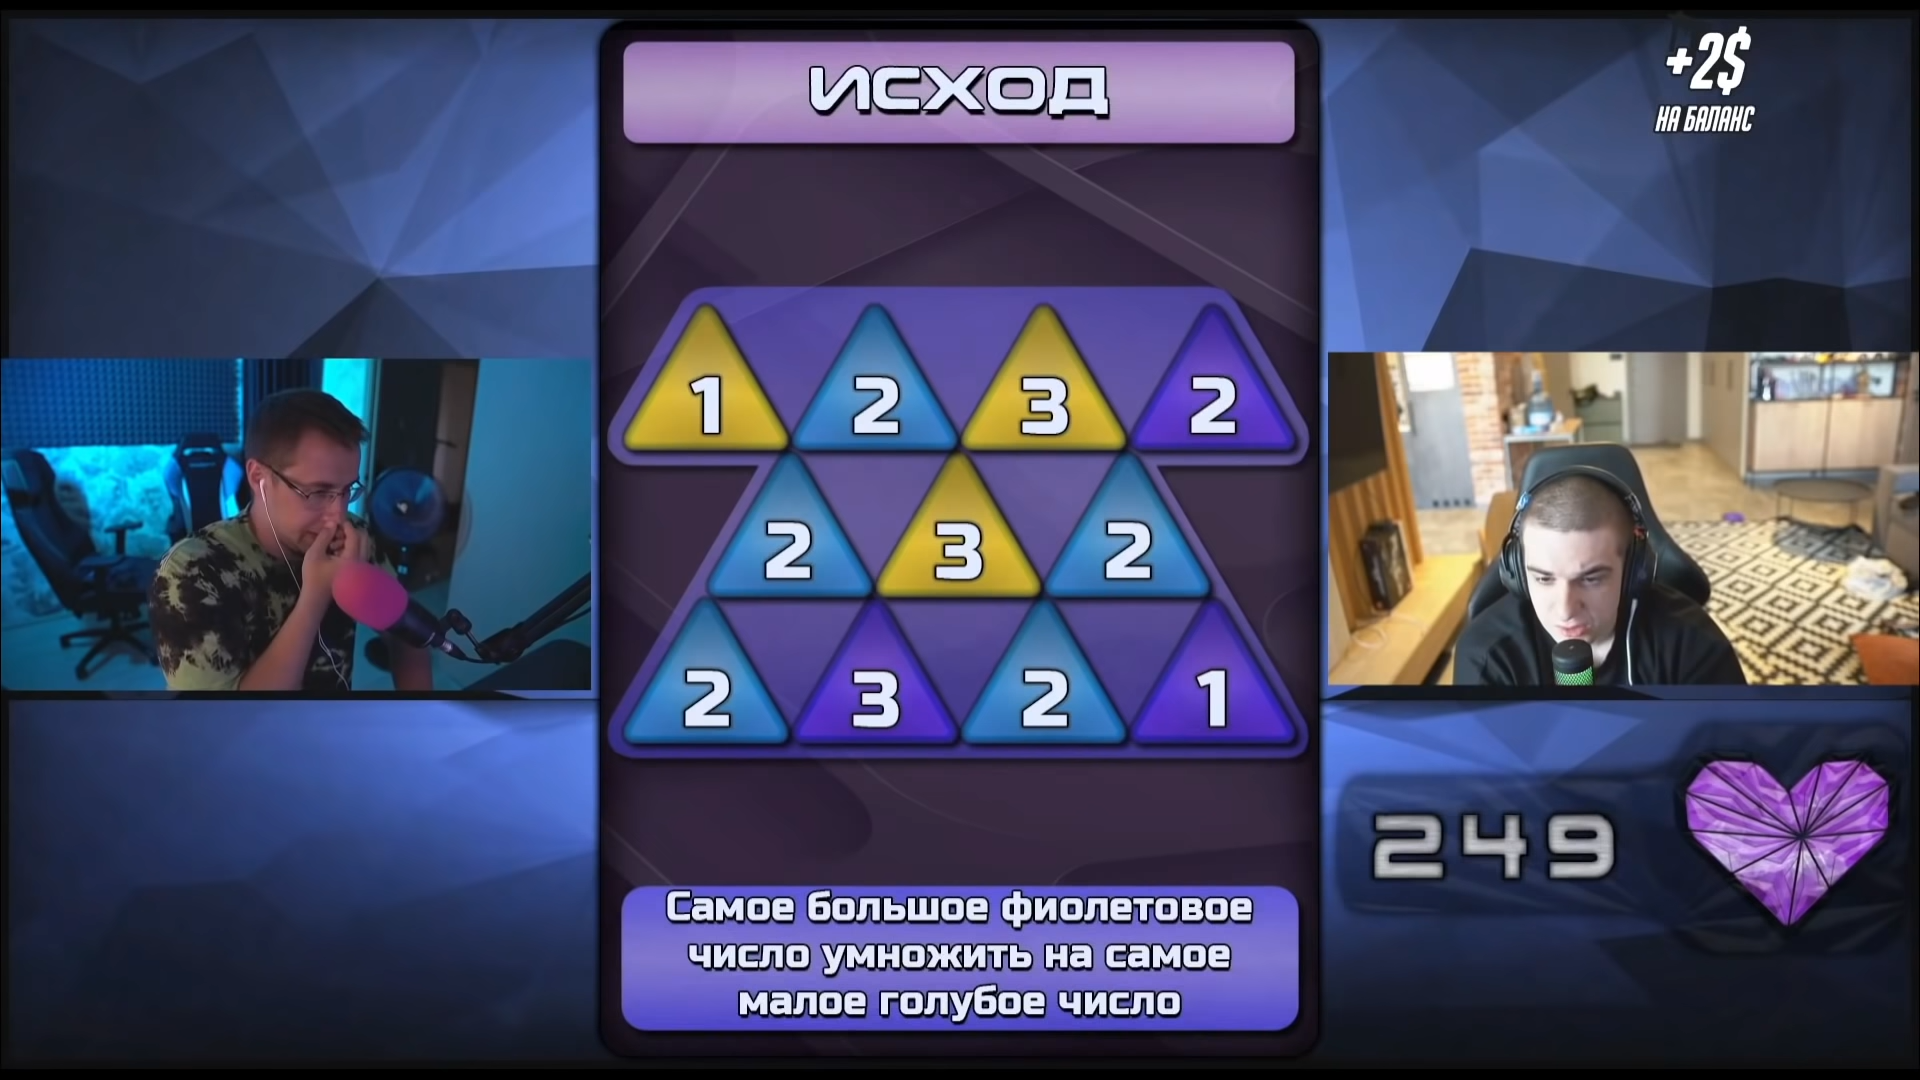 ИСХОД
+2$
НА БАЛАНС
1 2 3 2
2 3 2
2 3 2 1
249
Самое большое фиолетовое
число умножить на самое
малое голубое число